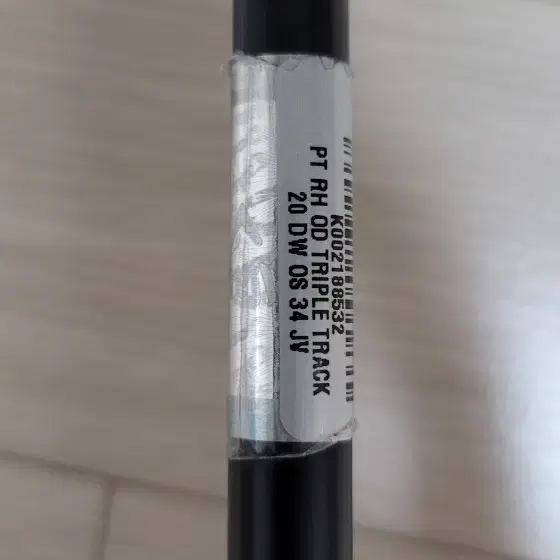 K002188532
PT RH OD TRIPLE TRACK
20 DW OS 34 JV